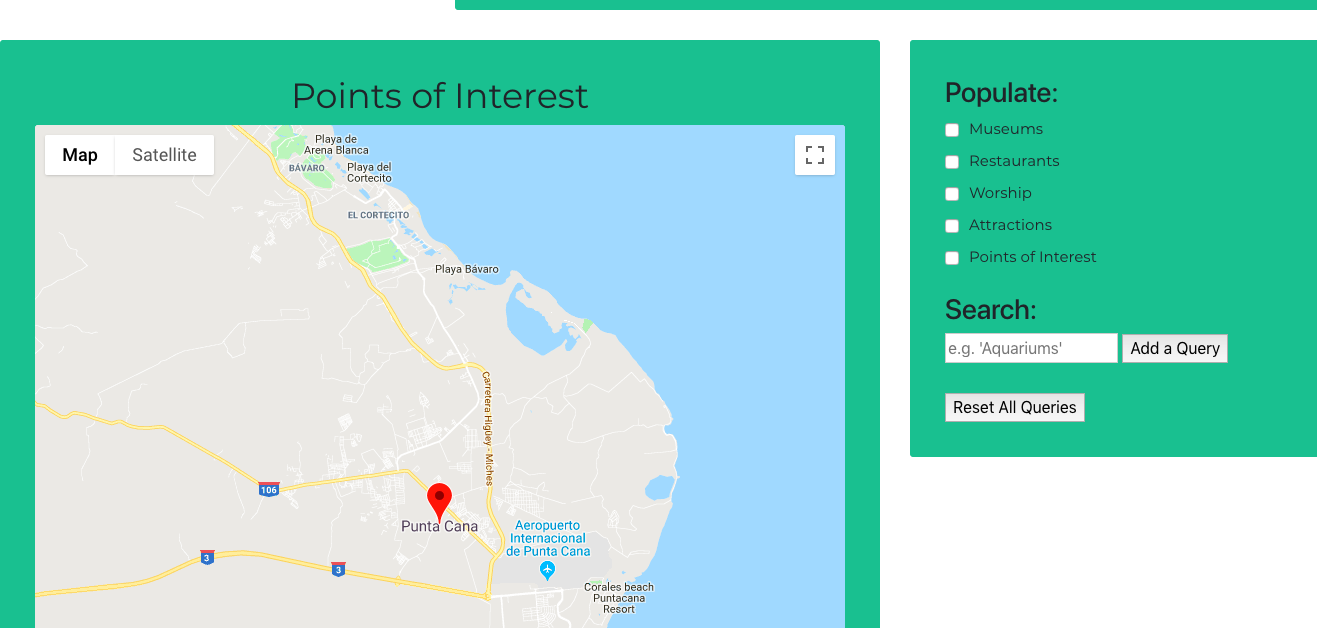 Points of Interest
Map
Satellite
Playa de
Arena Blanca
BÁVARO
Playa del
Cortecito
EL CORTECITO
Playa Bávaro
Carretera Higüey - Miches
106
Punta Cana
Aeropuerto
Internacional
de Punta Cana
3
3
Corales beach
Puntacana
Resort
Populate:
Museums
Restaurants
Worship
Attractions
Points of Interest
Search:
e.g. 'Aquariums'
Add a Query
Reset All Queries